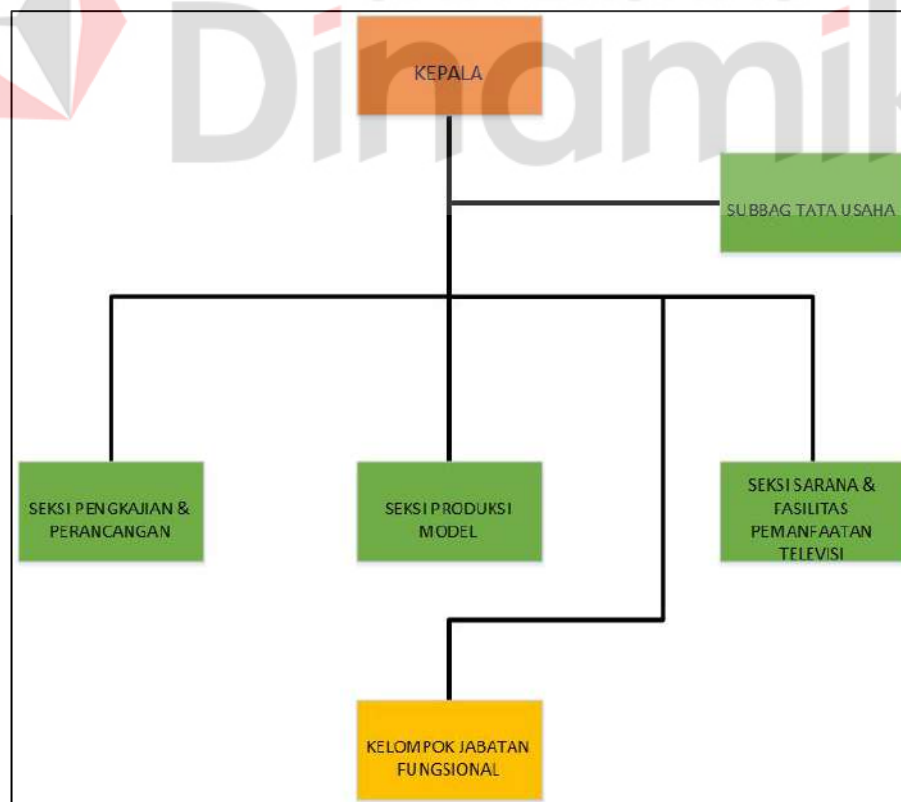 Dinamik
KEPALA
SUBBAG TATA USAHA
SEKSI PENGKAJIAN &
PERANCANGAN
SEKSI PRODUKSI
MODEL
SEKSI SARANA &
FASILITAS
PEMANFAATAN
TELEVISI
KELOMPOK JABATAN
FUNGSIONAL